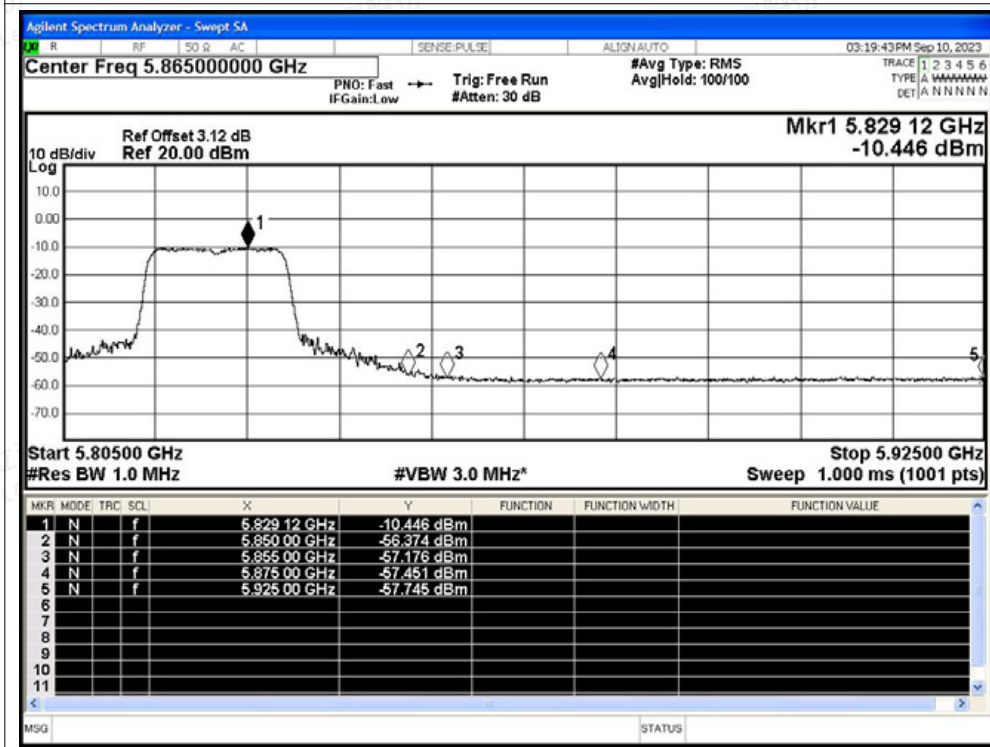 Agilent Spectrum Analyzer - Swept SA
R RF 50 Ω AC SENSE:PULSE ALIGN AUTO 03:19:43 PM Sep 10, 2023
Center Freq 5.865000000 GHz #Avg Type: RMS TRACE 1 2 3 4 5 6
PNO: Fast Trig: Free Run Avg|Hold: 100/100 TYPE A WWWWW
IFGain:Low #Atten: 30 dB DET A N N N N N
Mkr1 5.829 12 GHz
Ref Offset 3.12 dB
10 dB/div Ref 20.00 dBm -10.446 dBm
Log
10.0
0.00
1
-10.0
-20.0
-30.0
-40.0
2 3 4 5
-50.0
-60.0
-70.0
Start 5.80500 GHz Stop 5.92500 GHz
#Res BW 1.0 MHz #VBW 3.0 MHz* Sweep 1.000 ms (1001 pts)
MKR MODE TRC SCL X Y FUNCTION FUNCTION WIDTH FUNCTION VALUE
1 N f 5.829 12 GHz -10.446 dBm
2 N f 5.850 00 GHz -56.374 dBm
3 N f 5.855 00 GHz -57.176 dBm
4 N f 5.875 00 GHz -57.451 dBm
5 N f 5.925 00 GHz -57.745 dBm
6
7
8
9
10
11
MSG STATUS